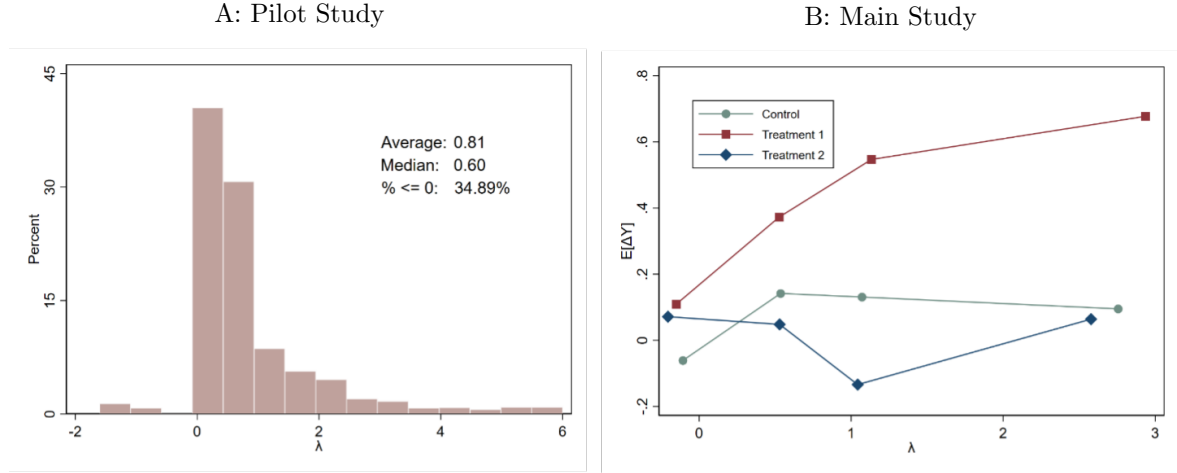 A: Pilot Study
45
30
15
0
Percent
Average: 0.81
Median: 0.60
% <= 0: 34.89%
-2 0 2 4 6
λ
B: Main Study
.8
.6
.4
.2
0
-.2
E[ΔY]
Control
Treatment 1
Treatment 2
0 1 2 3
λ